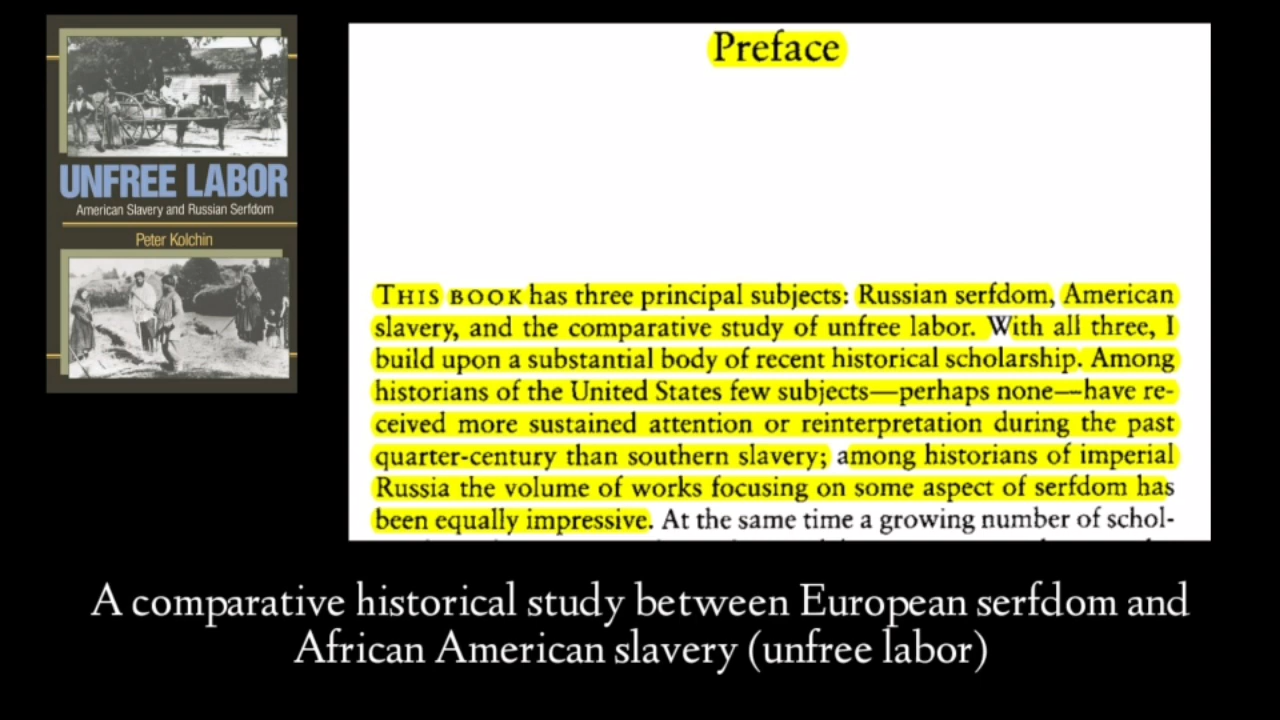 UNFREE LABOR
American Slavery and Russian Serfdom
Peter Kolchin
Preface
THIS BOOK has three principal subjects: Russian serfdom, American
slavery, and the comparative study of unfree labor. With all three, I
build upon a substantial body of recent historical scholarship. Among
historians of the United States few subjects—perhaps none—have re-
ceived more sustained attention or reinterpretation during the past
quarter-century than southern slavery; among historians of imperial
Russia the volume of works focusing on some aspect of serfdom has
been equally impressive. At the same time a growing number of schol-
A comparative historical study between European serfdom and
African American slavery (unfree labor)